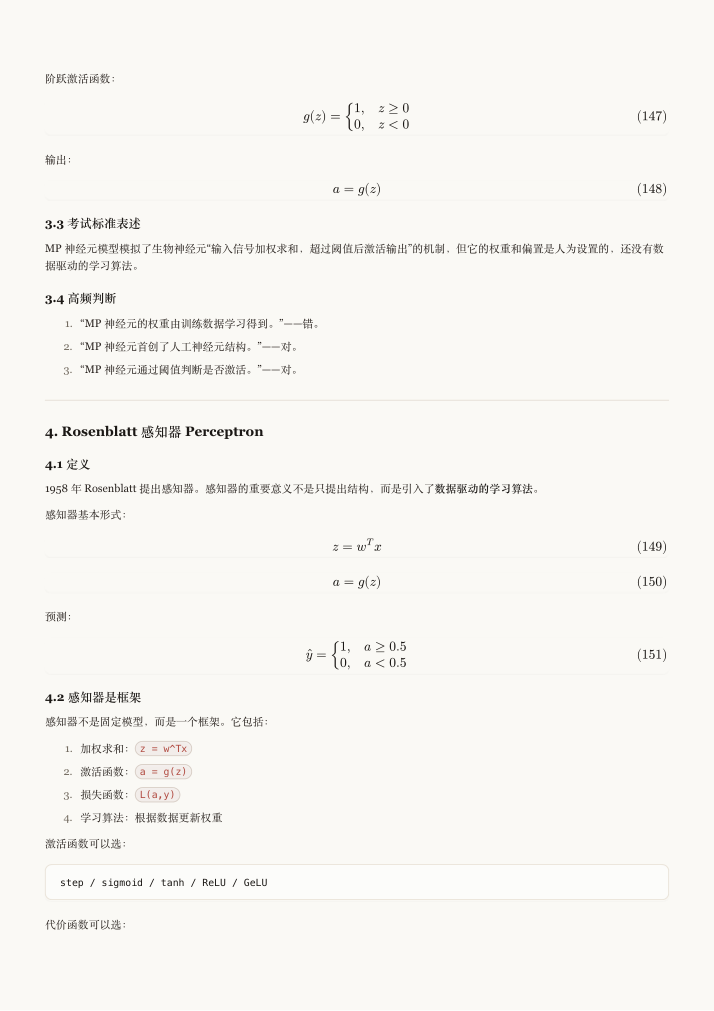 阶跃激活函数：
g(z) = {1, z ≥ 0
0, z < 0 (147)
输出：
a = g(z) (148)
3.3 考试标准表述
MP 神经元模型模拟了生物神经元“输入信号加权求和，超过阈值后激活输出”的机制，但它的权重和偏置是人为设置的，还没有数
据驱动的学习算法。
3.4 高频判断
1. “MP 神经元的权重由训练数据学习得到。”——错。
2. “MP 神经元首创了人工神经元结构。”——对。
3. “MP 神经元通过阈值判断是否激活。”——对。
4. Rosenblatt 感知器 Perceptron
4.1 定义
1958 年 Rosenblatt 提出感知器。感知器的重要意义不是只提出结构，而是引入了数据驱动的学习算法。
感知器基本形式：
z = w^T x (149)
a = g(z) (150)
预测：
ŷ = {1, a ≥ 0.5
0, a < 0.5 (151)
4.2 感知器是框架
感知器不是固定模型，而是一个框架。它包括：
1. 加权求和：z = w^Tx
2. 激活函数：a = g(z)
3. 损失函数：L(a,y)
4. 学习算法：根据数据更新权重
激活函数可以选：
step / sigmoid / tanh / ReLU / GeLU
代价函数可以选：